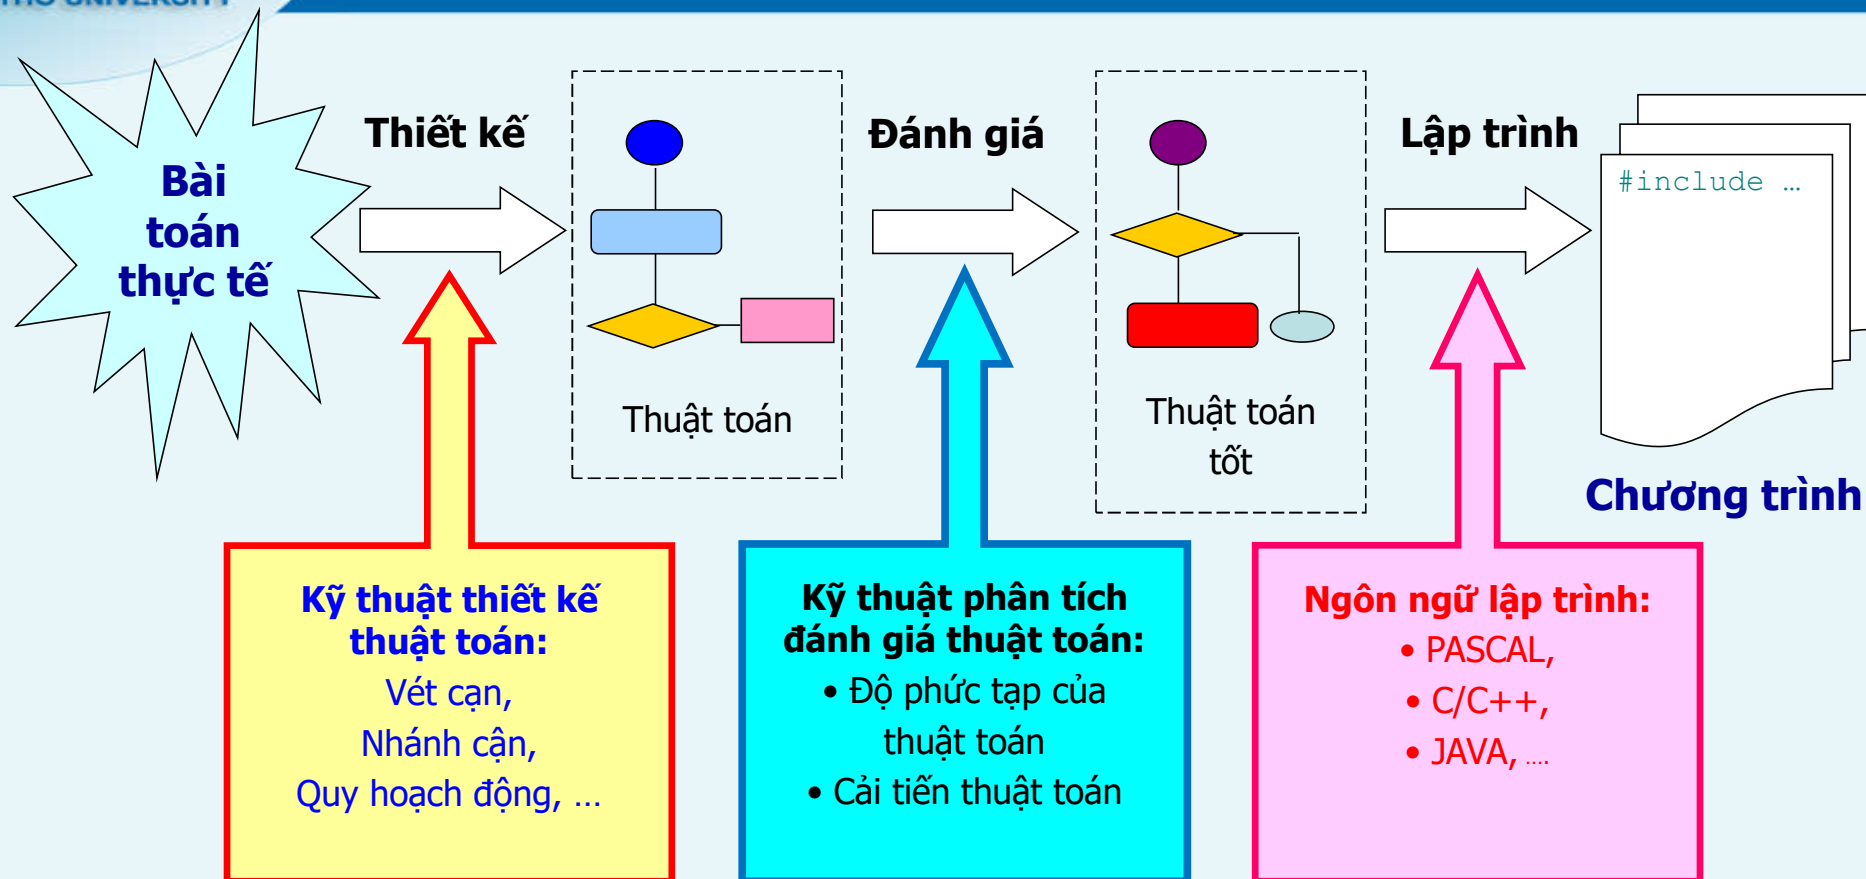 UNIVERSITY
Thiết kế
Đánh giá
Lập trình
Bài
toán
thực tế
#include …
Thuật toán
Thuật toán
tốt
Chương trình
Kỹ thuật thiết kế
thuật toán:
Vét cạn,
Nhánh cận,
Quy hoạch động, …
Kỹ thuật phân tích
đánh giá thuật toán:
• Độ phức tạp của
thuật toán
• Cải tiến thuật toán
Ngôn ngữ lập trình:
• PASCAL,
• C/C++,
• JAVA, ….